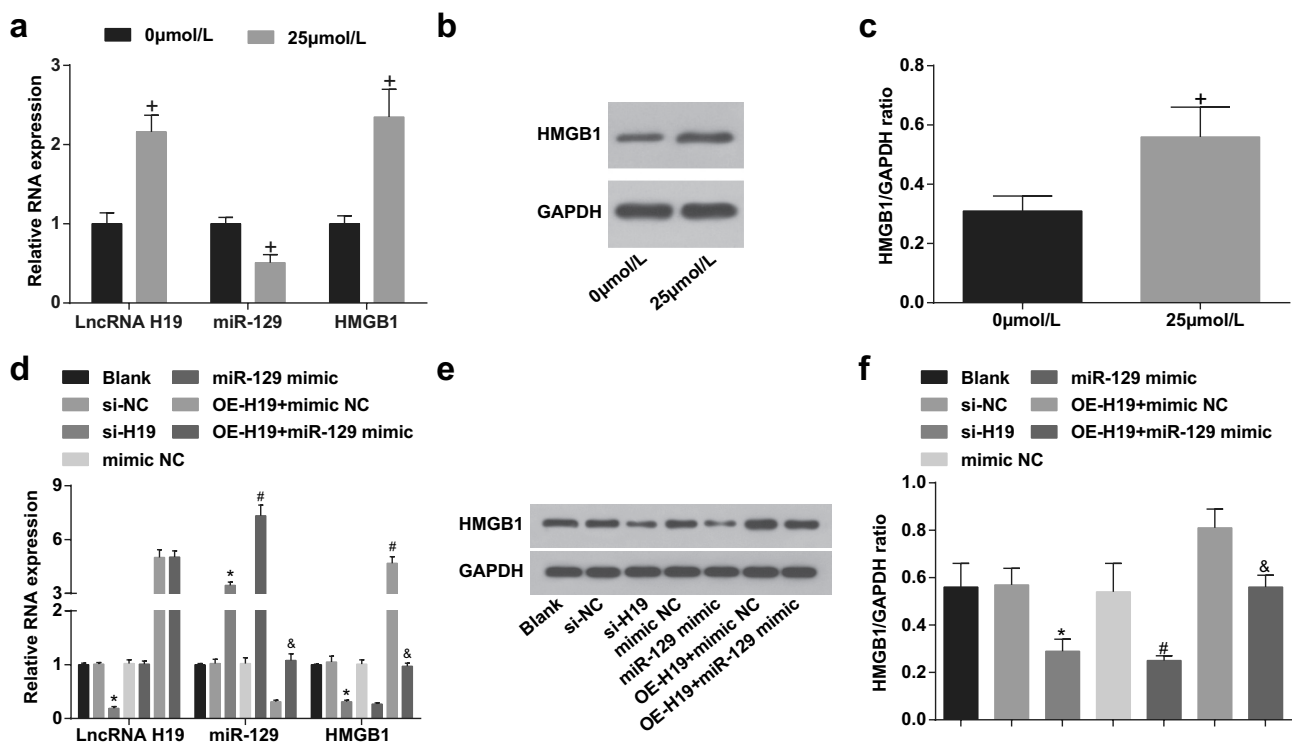 a
0μmol/L 25μmol/L
Relative RNA expression
3
2
1
0
+
+
+
LncRNA H19 miR-129 HMGB1
b
HMGB1
GAPDH
0μmol/L
25μmol/L
c
HMGB1/GAPDH ratio
0.8
0.6
0.4
0.2
0.0
+
0μmol/L 25μmol/L
d
Blank miR-129 mimic
si-NC OE-H19+mimic NC
si-H19 OE-H19+miR-129 mimic
mimic NC
Relative RNA expression
9
6
3
2
1
0
*
*
#
&
*
#
&
LncRNA H19 miR-129 HMGB1
e
HMGB1
GAPDH
Blank
si-NC
si-H19
mimic NC
miR-129 mimic
OE-H19+mimic NC
OE-H19+miR-129 mimic
f
Blank miR-129 mimic
si-NC OE-H19+mimic NC
si-H19 OE-H19+miR-129 mimic
mimic NC
HMGB1/GAPDH ratio
1.0
0.8
0.6
0.4
0.2
0.0
*
#
&